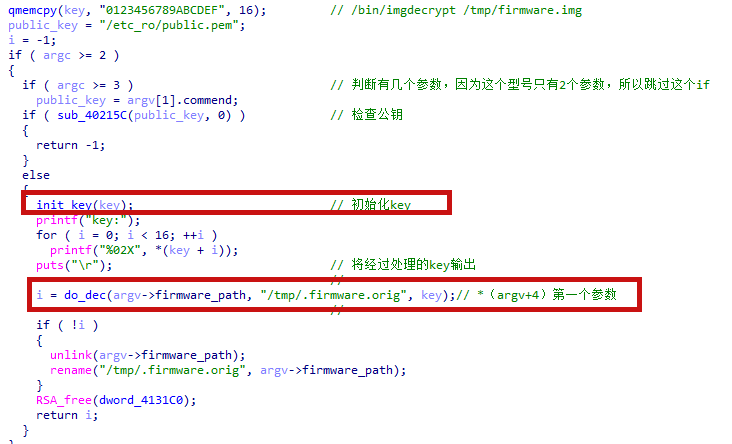 qmemcpy(key, "0123456789ABCDEF", 16); // /bin/imgdecrypt /tmp/firmware.img
public_key = "/etc_ro/public.pem";
i = -1;
if ( argc >= 2 )
{
if ( argc >= 3 ) // 判断有几个参数，因为这个型号只有2个参数，所以跳过这个if
public_key = argv[1].commend;
if ( sub_40215C(public_key, 0) ) // 检查公钥
{
return -1;
}
else
{
init key(key); // 初始化key
printf("key:");
for ( i = 0; i < 16; ++i )
printf("%02X", *(key + i));
puts("\r"); // 将经过处理的key输出
//
i = do_dec(argv->firmware_path, "/tmp/.firmware.orig", key);// *（argv+4）第一个参数
//
if ( !i )
{
unlink(argv->firmware_path);
rename("/tmp/.firmware.orig", argv->firmware_path);
}
RSA_free(dword_4131C0);
return i;
}
}